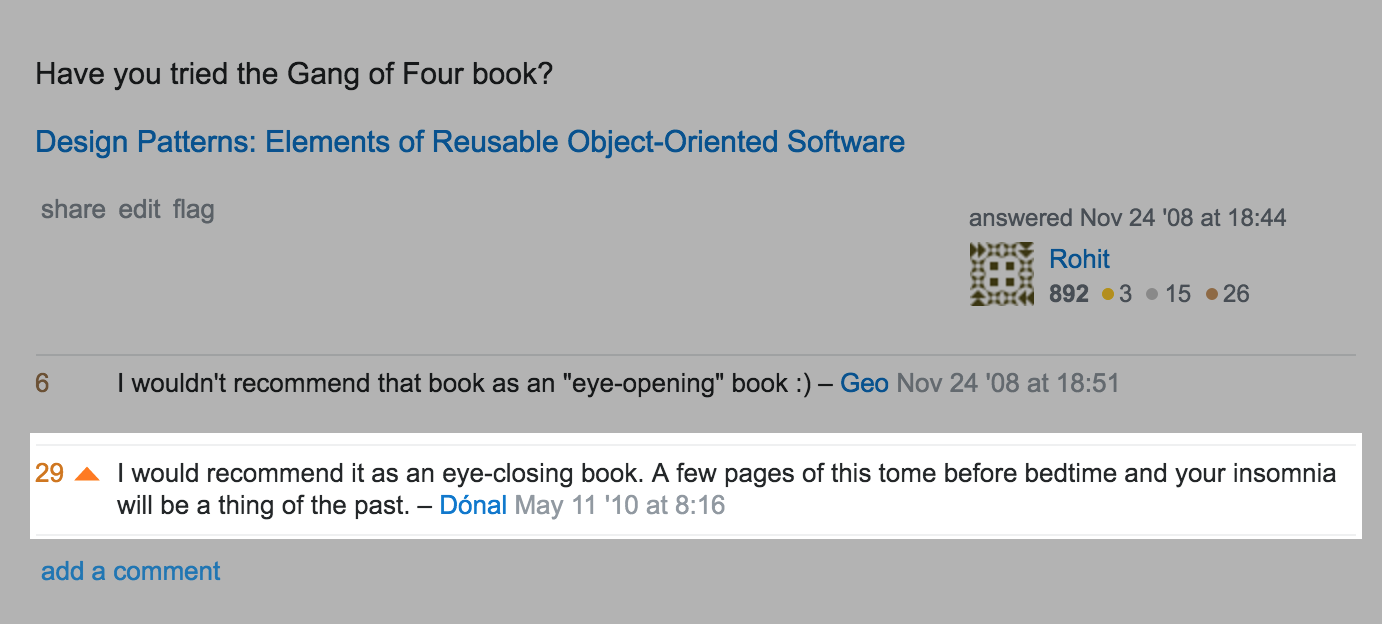 Have you tried the Gang of Four book?
Design Patterns: Elements of Reusable Object-Oriented Software
share edit flag
answered Nov 24 '08 at 18:44
Rohit
892 3 15 26
6 I wouldn't recommend that book as an "eye-opening" book :) – Geo Nov 24 '08 at 18:51
29 I would recommend it as an eye-closing book. A few pages of this tome before bedtime and your insomnia
will be a thing of the past. – Dónal May 11 '10 at 8:16
add a comment